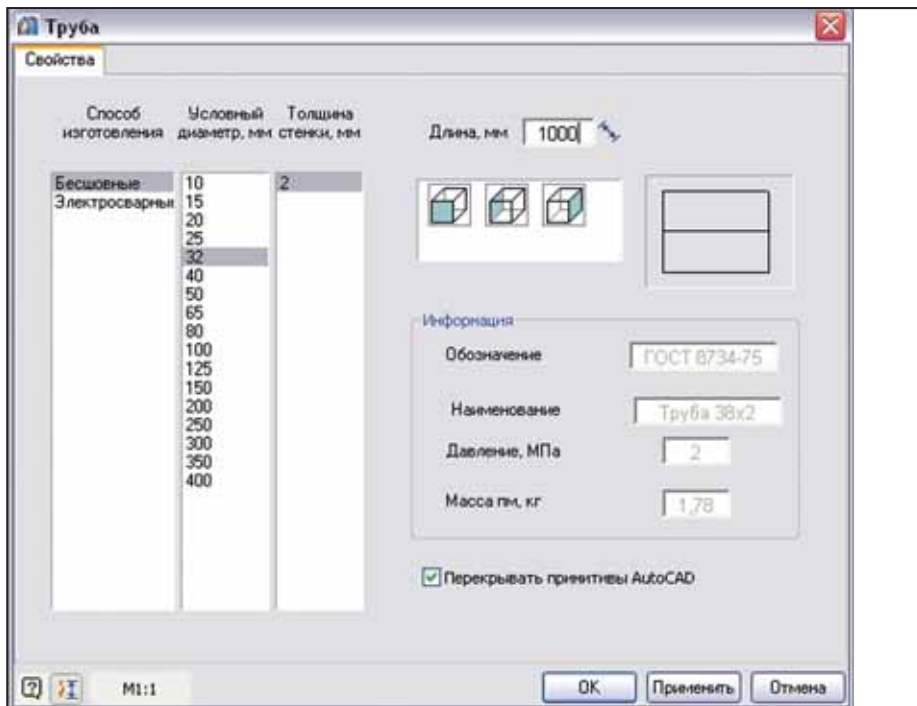 Труба
Свойства
Способ изготовления
Условный диаметр, мм
Толщина стенки, мм
Бесшовные
Электросварны
10
15
20
25
32
40
50
65
80
100
125
150
200
250
300
350
400
2
Длина, мм 1000
Информация
Обозначение ГОСТ 8734-75
Наименование Труба 38x2
Давление, МПа 2
Масса пм, кг 1,78
Перекрывать примитивы AutoCAD
М1:1
OK Применить Отмена